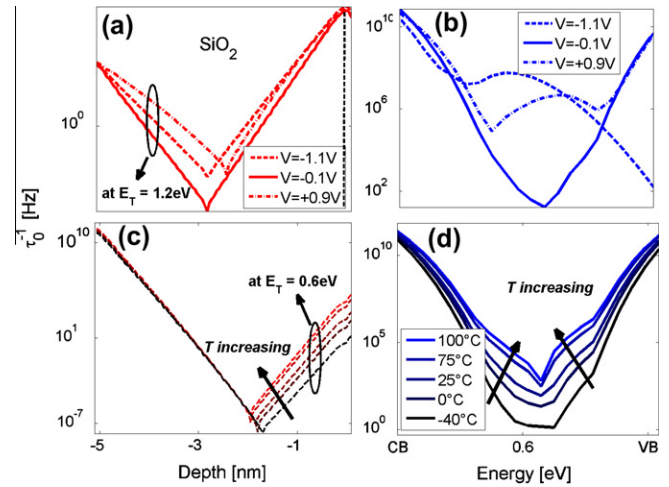 (a)
SiO2
10^0
at E_T = 1.2eV
V=-1.1V
V=-0.1V
V=+0.9V
(b)
V=-1.1V
V=-0.1V
V=+0.9V
10^10
10^6
10^2
τ0^-1 [Hz]
(c)
10^10
10^1
10^-7
at E_T = 0.6eV
T increasing
-5
-3
-1
Depth [nm]
(d)
10^10
10^5
10^0
T increasing
100°C
75°C
25°C
0°C
-40°C
CB
0.6
VB
Energy [eV]